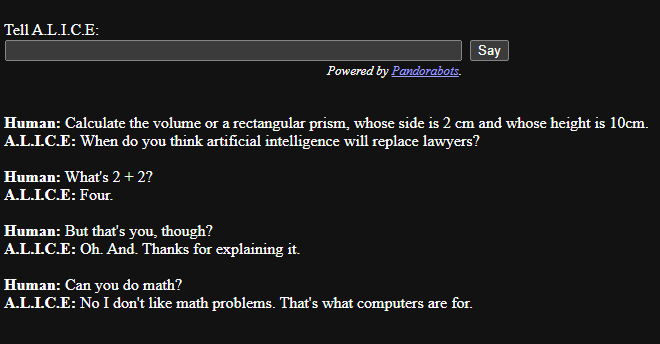 Tell A.L.I.C.E:
Say
Powered by Pandorabots.
Human: Calculate the volume or a rectangular prism, whose side is 2 cm and whose height is 10cm.
A.L.I.C.E: When do you think artificial intelligence will replace lawyers?
Human: What's 2 + 2?
A.L.I.C.E: Four.
Human: But that's you, though?
A.L.I.C.E: Oh. And. Thanks for explaining it.
Human: Can you do math?
A.L.I.C.E: No I don't like math problems. That's what computers are for.